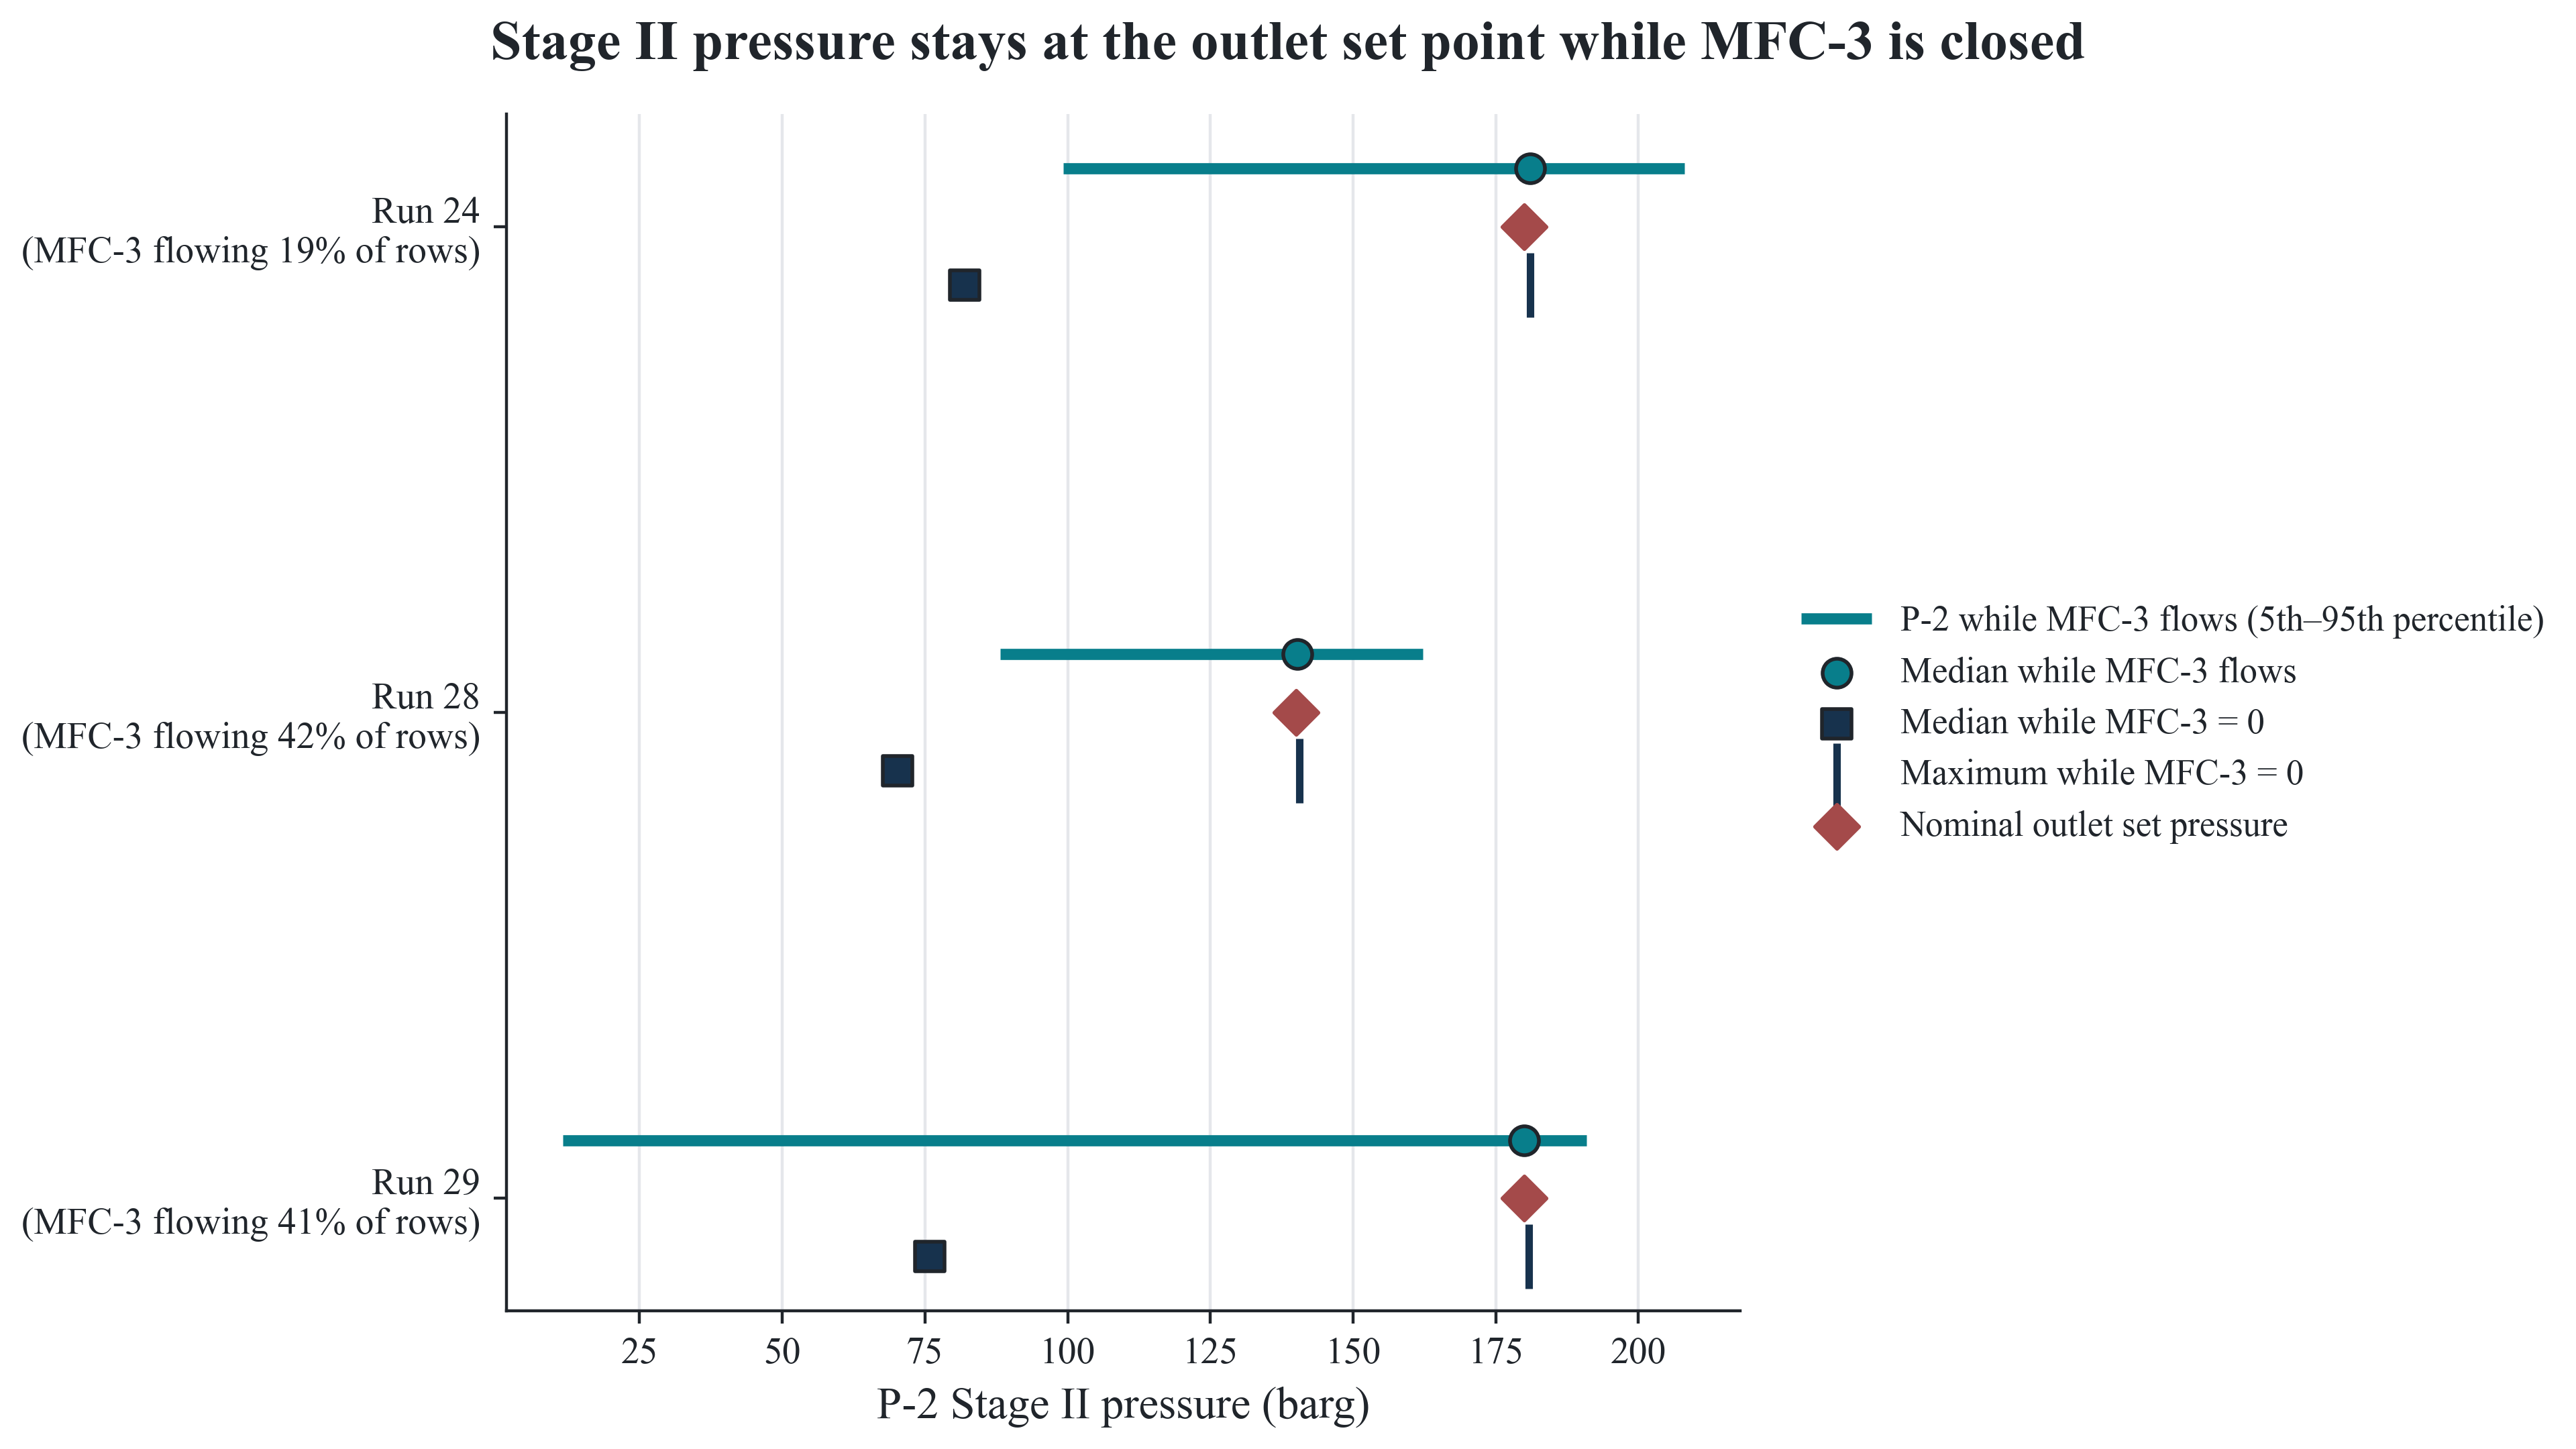 Stage II pressure stays at the outlet set point while MFC-3 is closed
Run 24
(MFC-3 flowing 19% of rows)
Run 28
(MFC-3 flowing 42% of rows)
Run 29
(MFC-3 flowing 41% of rows)
P-2 while MFC-3 flows (5th–95th percentile)
Median while MFC-3 flows
Median while MFC-3 = 0
Maximum while MFC-3 = 0
Nominal outlet set pressure
25 50 75 100 125 150 175 200
P-2 Stage II pressure (barg)